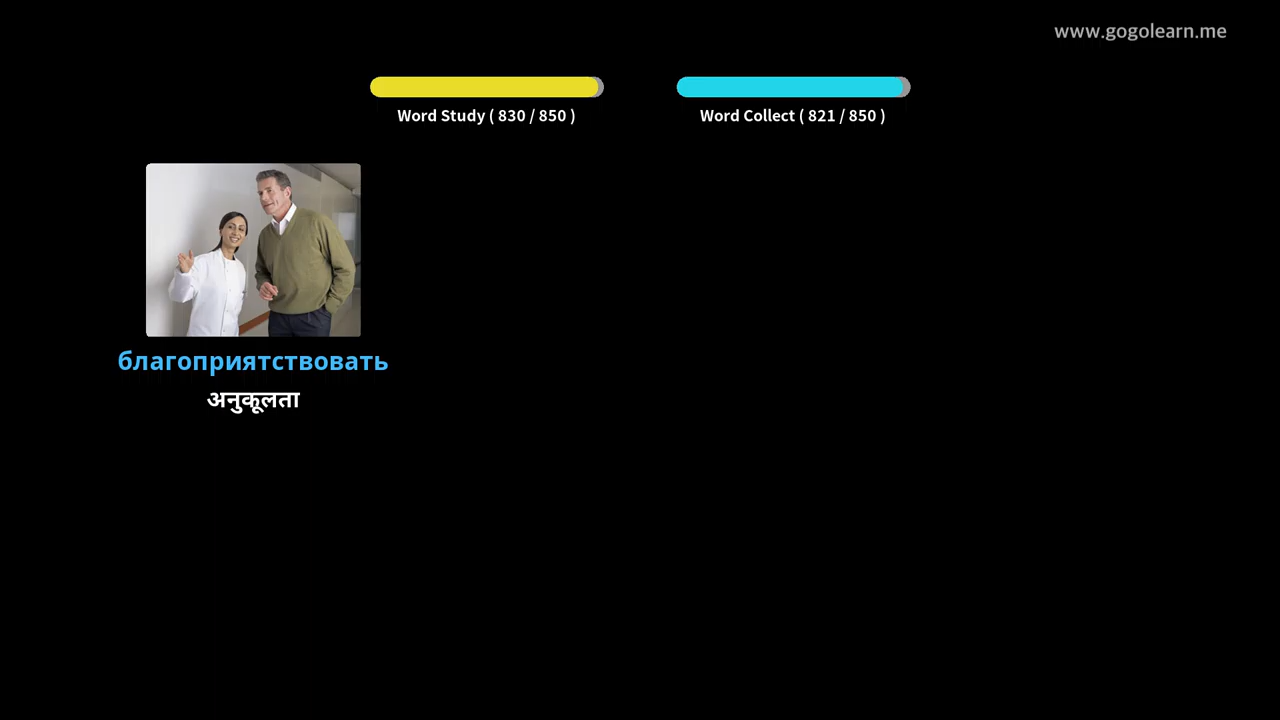 www.gogolearn.me
Word Study ( 830 / 850 )
Word Collect ( 821 / 850 )
благоприятствовать
अनुकूलता